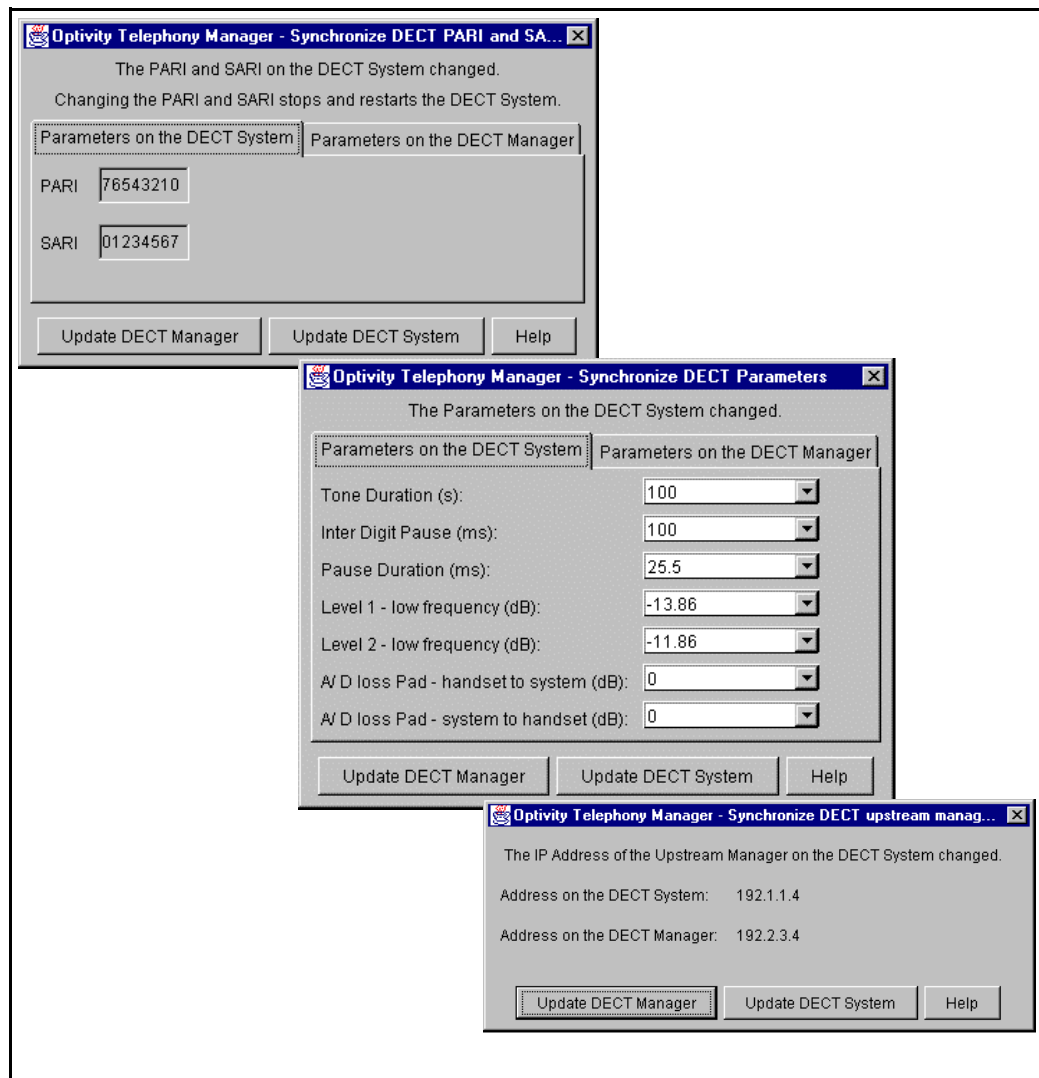 Optivity Telephony Manager - Synchronize DECT PARI and SA...
The PARI and SARI on the DECT System changed.
Changing the PARI and SARI stops and restarts the DECT System.
Parameters on the DECT System Parameters on the DECT Manager
PARI 76543210
SARI 01234567
Update DECT Manager Update DECT System Help
Optivity Telephony Manager - Synchronize DECT Parameters
The Parameters on the DECT System changed.
Parameters on the DECT System Parameters on the DECT Manager
Tone Duration (s): 100
Inter Digit Pause (ms): 100
Pause Duration (ms): 25.5
Level 1 - low frequency (dB): -13.86
Level 2 - low frequency (dB): -11.86
A/D loss Pad - handset to system (dB): 0
A/D loss Pad - system to handset (dB): 0
Update DECT Manager Update DECT System Help
Optivity Telephony Manager - Synchronize DECT upstream manag...
The IP Address of the Upstream Manager on the DECT System changed.
Address on the DECT System: 192.1.1.4
Address on the DECT Manager: 192.2.3.4
Update DECT Manager Update DECT System Help